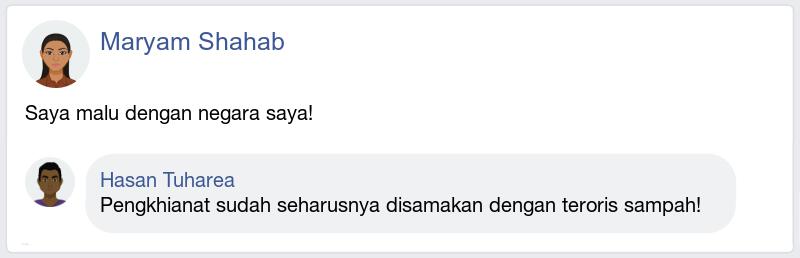 Maryam Shahab
Saya malu dengan negara saya!
Hasan Tuharea
Pengkhianat sudah seharusnya disamakan dengan teroris sampah!